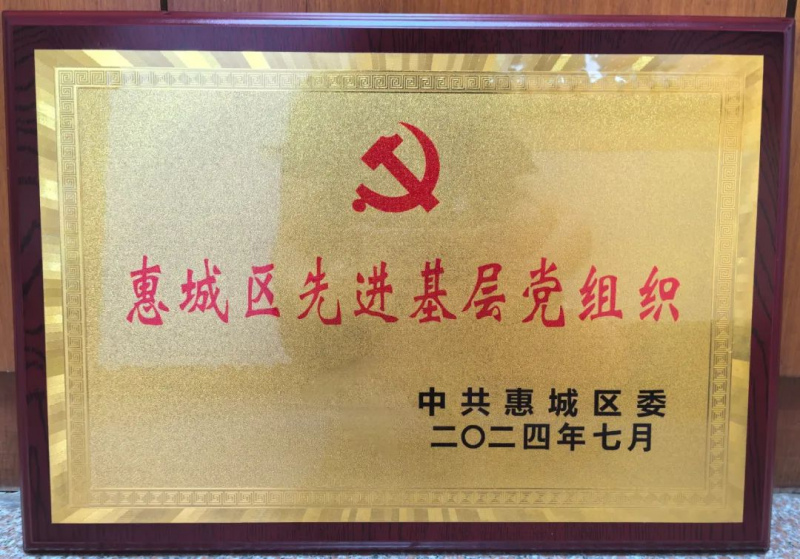 惠城区先进基层党组织
中共惠城区委
二〇二四年七月